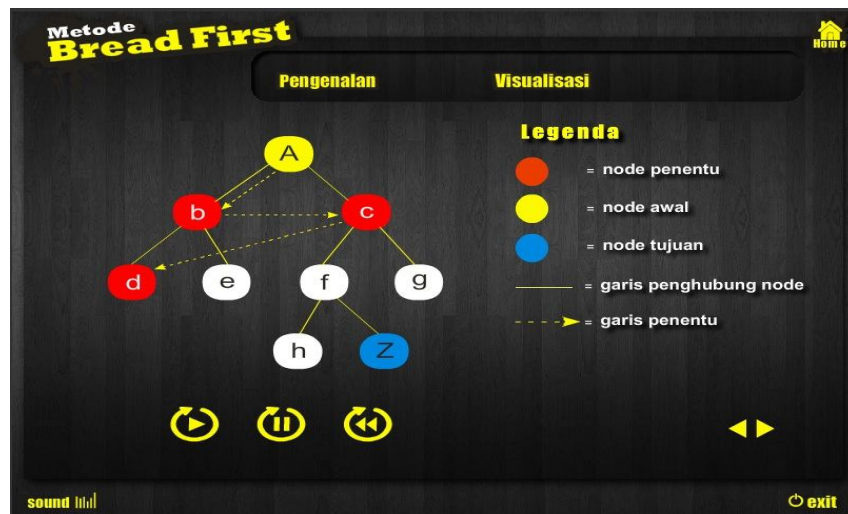 Metode
Bread First
Home
Pengenalan Visualisasi
Legenda
= node penentu
= node awal
= node tujuan
= garis penghubung node
= garis penentu
A
b c
d e f g
h Z
sound
exit